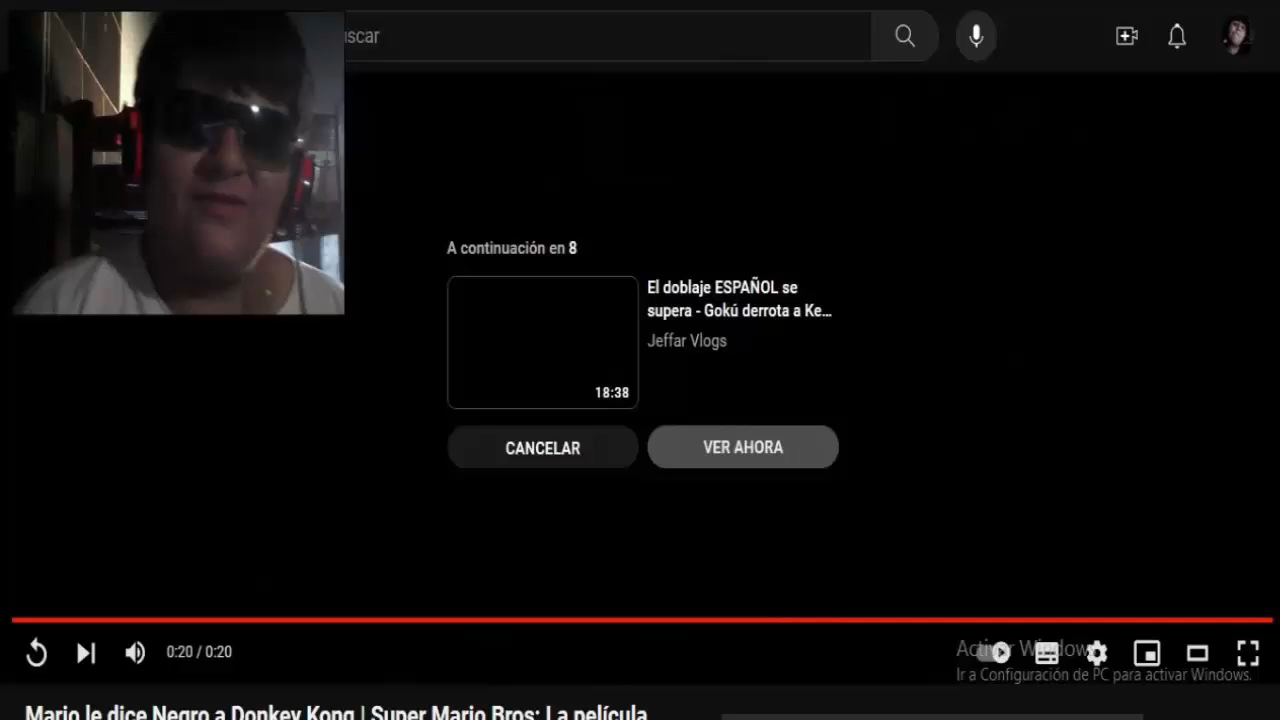 uscar
A continuación en 8
El doblaje ESPAÑOL se
supera - Gokú derrota a Ke...
Jeffar Vlogs
18:38
CANCELAR
VER AHORA
0:20 / 0:20
Activar Windows
Ir a Configuración de PC para activar Windows.
Mario le dice Negro a Donkey Kong | Super Mario Bros: La película